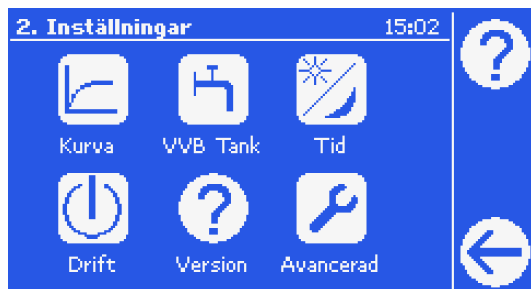 2. Inställningar 15:02
Kurva VVB Tank Tid
Drift Version Avancerad